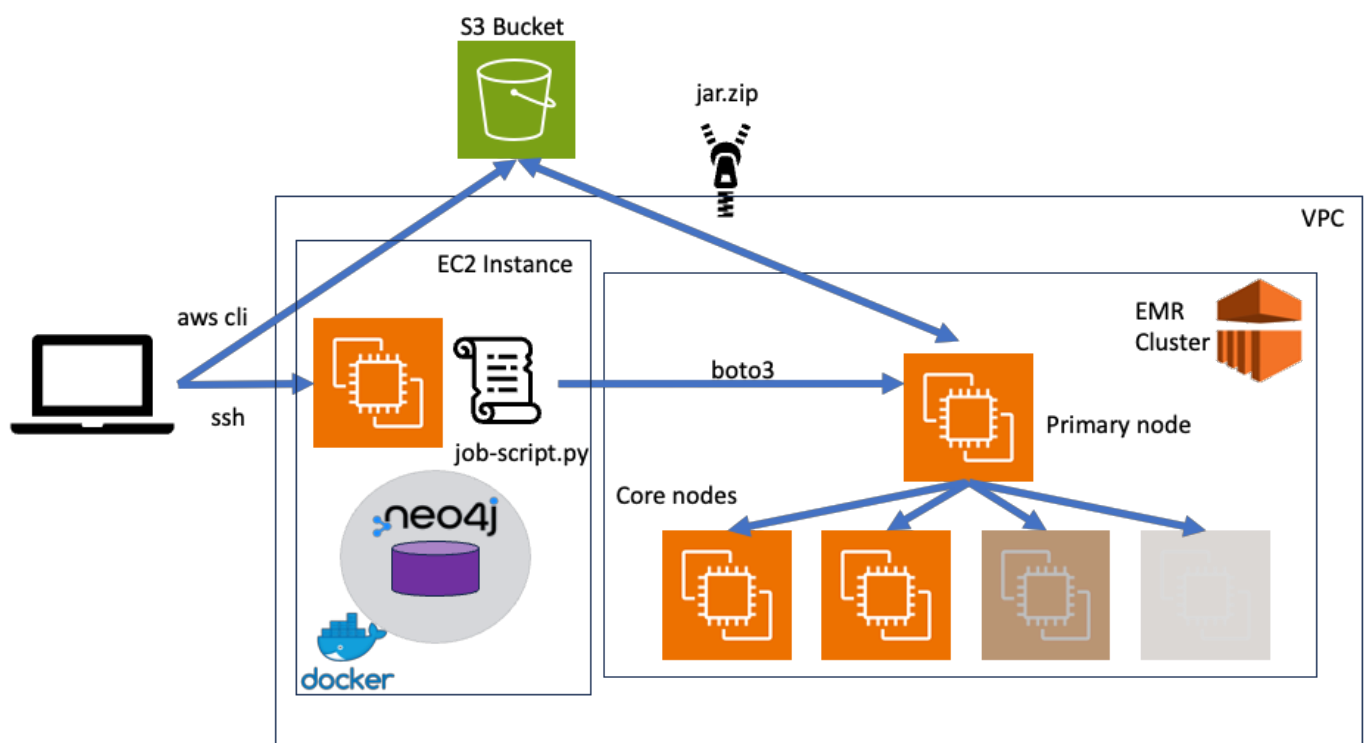 S3 Bucket
jar.zip
VPC
EC2 Instance
EMR
Cluster
aws cli
ssh
boto3
job-script.py
Primary node
neo4j
Core nodes
docker